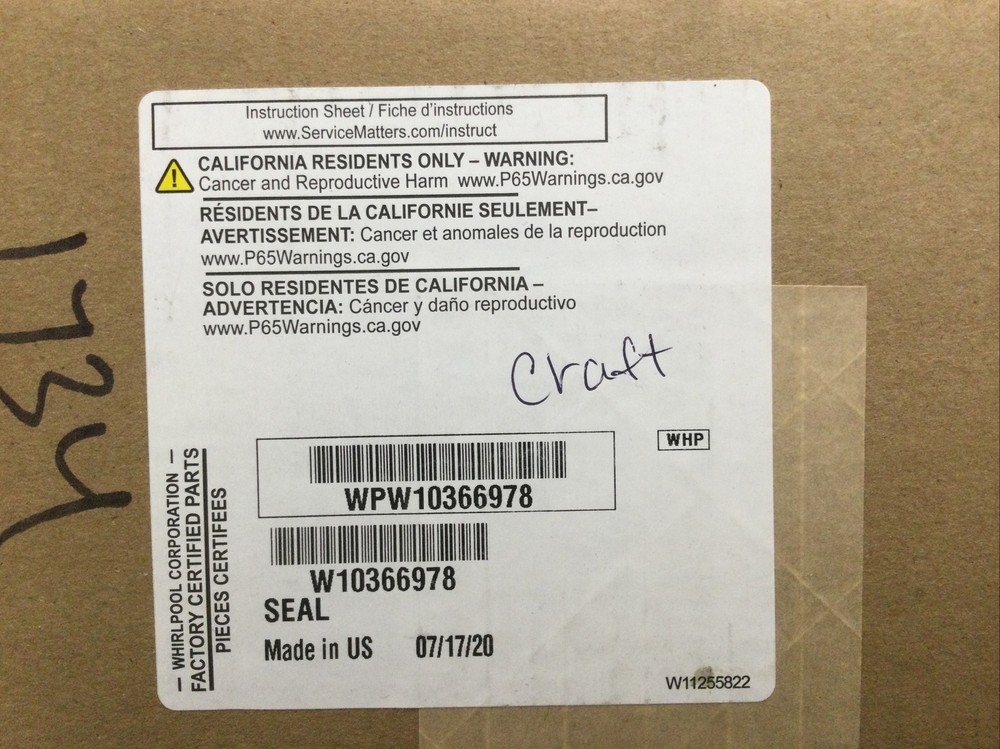 Instruction Sheet / Fiche d'instructions
www.ServiceMatters.com/instruct
CALIFORNIA RESIDENTS ONLY – WARNING:
Cancer and Reproductive Harm www.P65Warnings.ca.gov
RÉSIDENTS DE LA CALIFORNIE SEULEMENT–
AVERTISSEMENT: Cancer et anomales de la reproduction
www.P65Warnings.ca.gov
SOLO RESIDENTES DE CALIFORNIA –
ADVERTENCIA: Cáncer y daño reproductivo
www.P65Warnings.ca.gov
Craft
WHP
WPW10366978
W10366978
SEAL
Made in US 07/17/20
W11255822
– WHIRLPOOL CORPORATION –
FACTORY CERTIFIED PARTS
PIECES CERTIFEES
1734